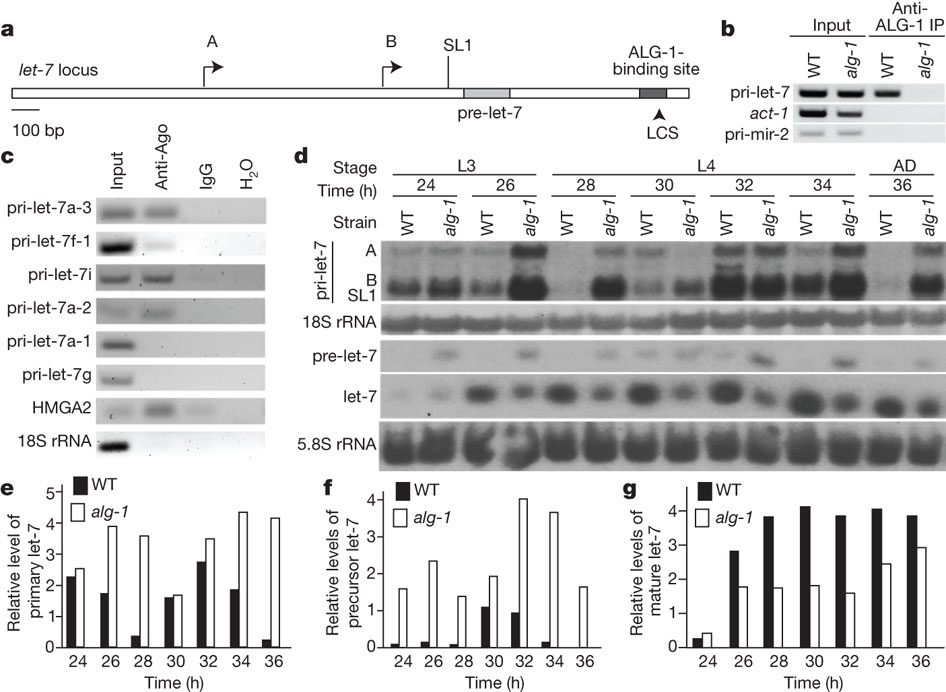 a
A
B
SL1
let-7 locus
ALG-1-
binding site
pre-let-7
100 bp
LCS
b
Input
Anti-
ALG-1 IP
WT
alg-1
WT
alg-1
pri-let-7
act-1
pri-mir-2
c
Input
Anti-Ago
IgG
H2O
pri-let-7a-3
pri-let-7f-1
pri-let-7i
pri-let-7a-2
pri-let-7a-1
pri-let-7g
HMGA2
18S rRNA
d
Stage L3 L4 AD
Time (h) 24 26 28 30 32 34 36
Strain WT alg-1 WT alg-1 WT alg-1 WT alg-1 WT alg-1 WT alg-1 WT alg-1
pri-let-7
A
B
SL1
18S rRNA
pre-let-7
let-7
5.8S rRNA
e
WT
alg-1
Relative level of
primary let-7
5
4
3
2
1
0
24 26 28 30 32 34 36
Time (h)
f
WT
alg-1
Relative levels of
precursor let-7
4
3
2
1
0
24 26 28 30 32 34 36
Time (h)
g
WT
alg-1
Relative levels of
mature let-7
4
3
2
1
0
24 26 28 30 32 34 36
Time (h)